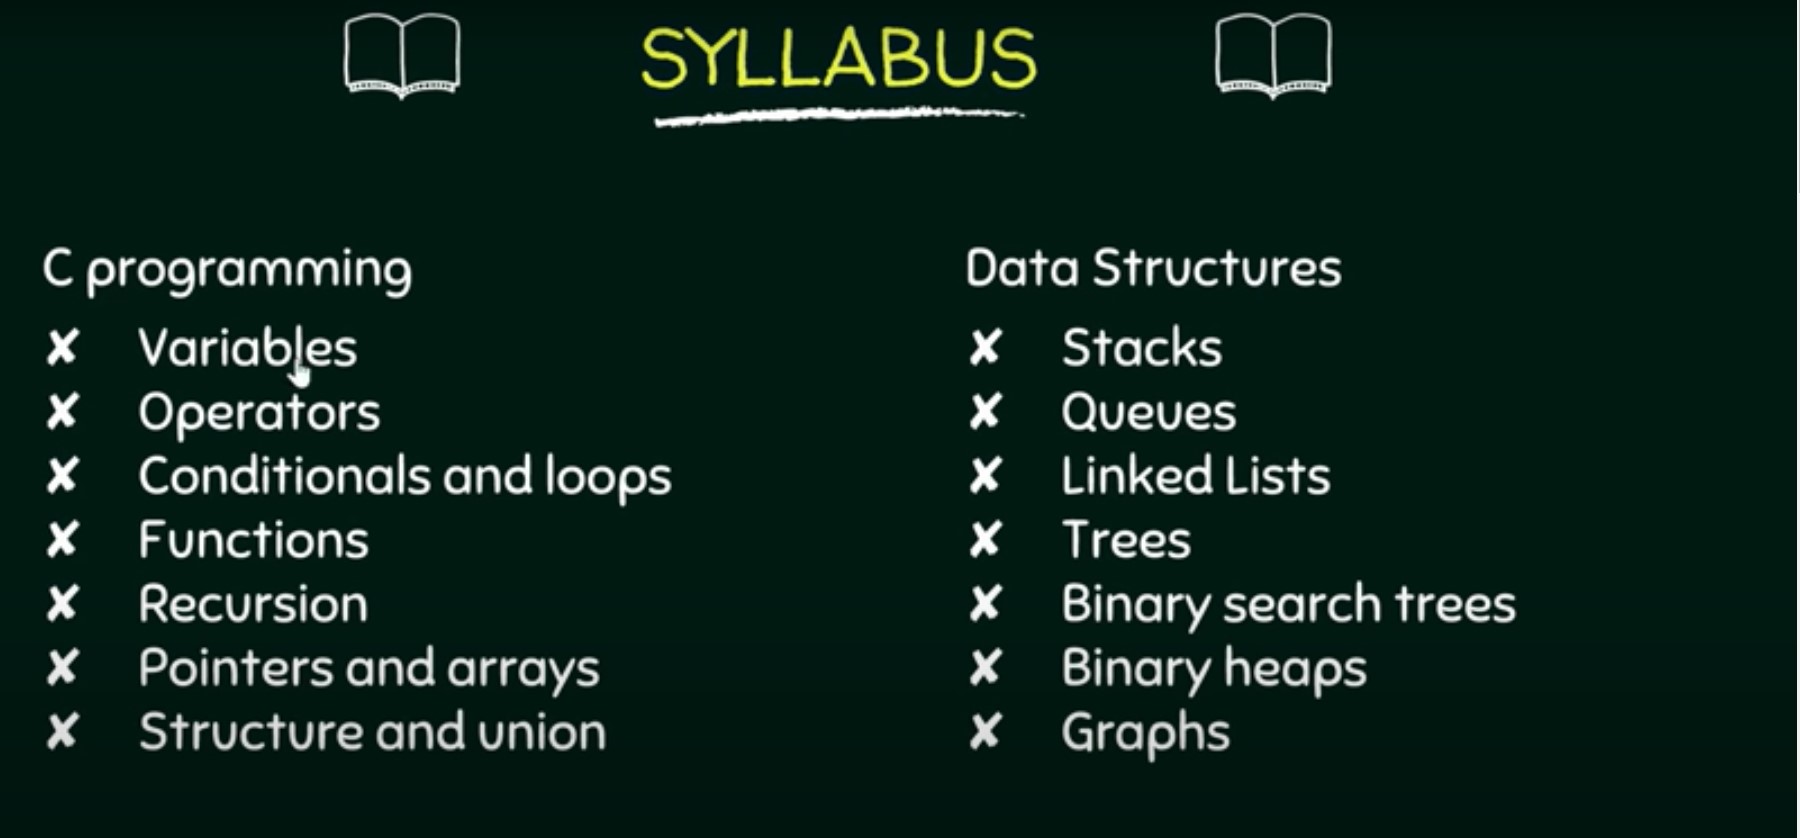 SYLLABUS
C programming
✘ Variables
✘ Operators
✘ Conditionals and loops
✘ Functions
✘ Recursion
✘ Pointers and arrays
✘ Structure and union
Data Structures
✘ Stacks
✘ Queues
✘ Linked Lists
✘ Trees
✘ Binary search trees
✘ Binary heaps
✘ Graphs